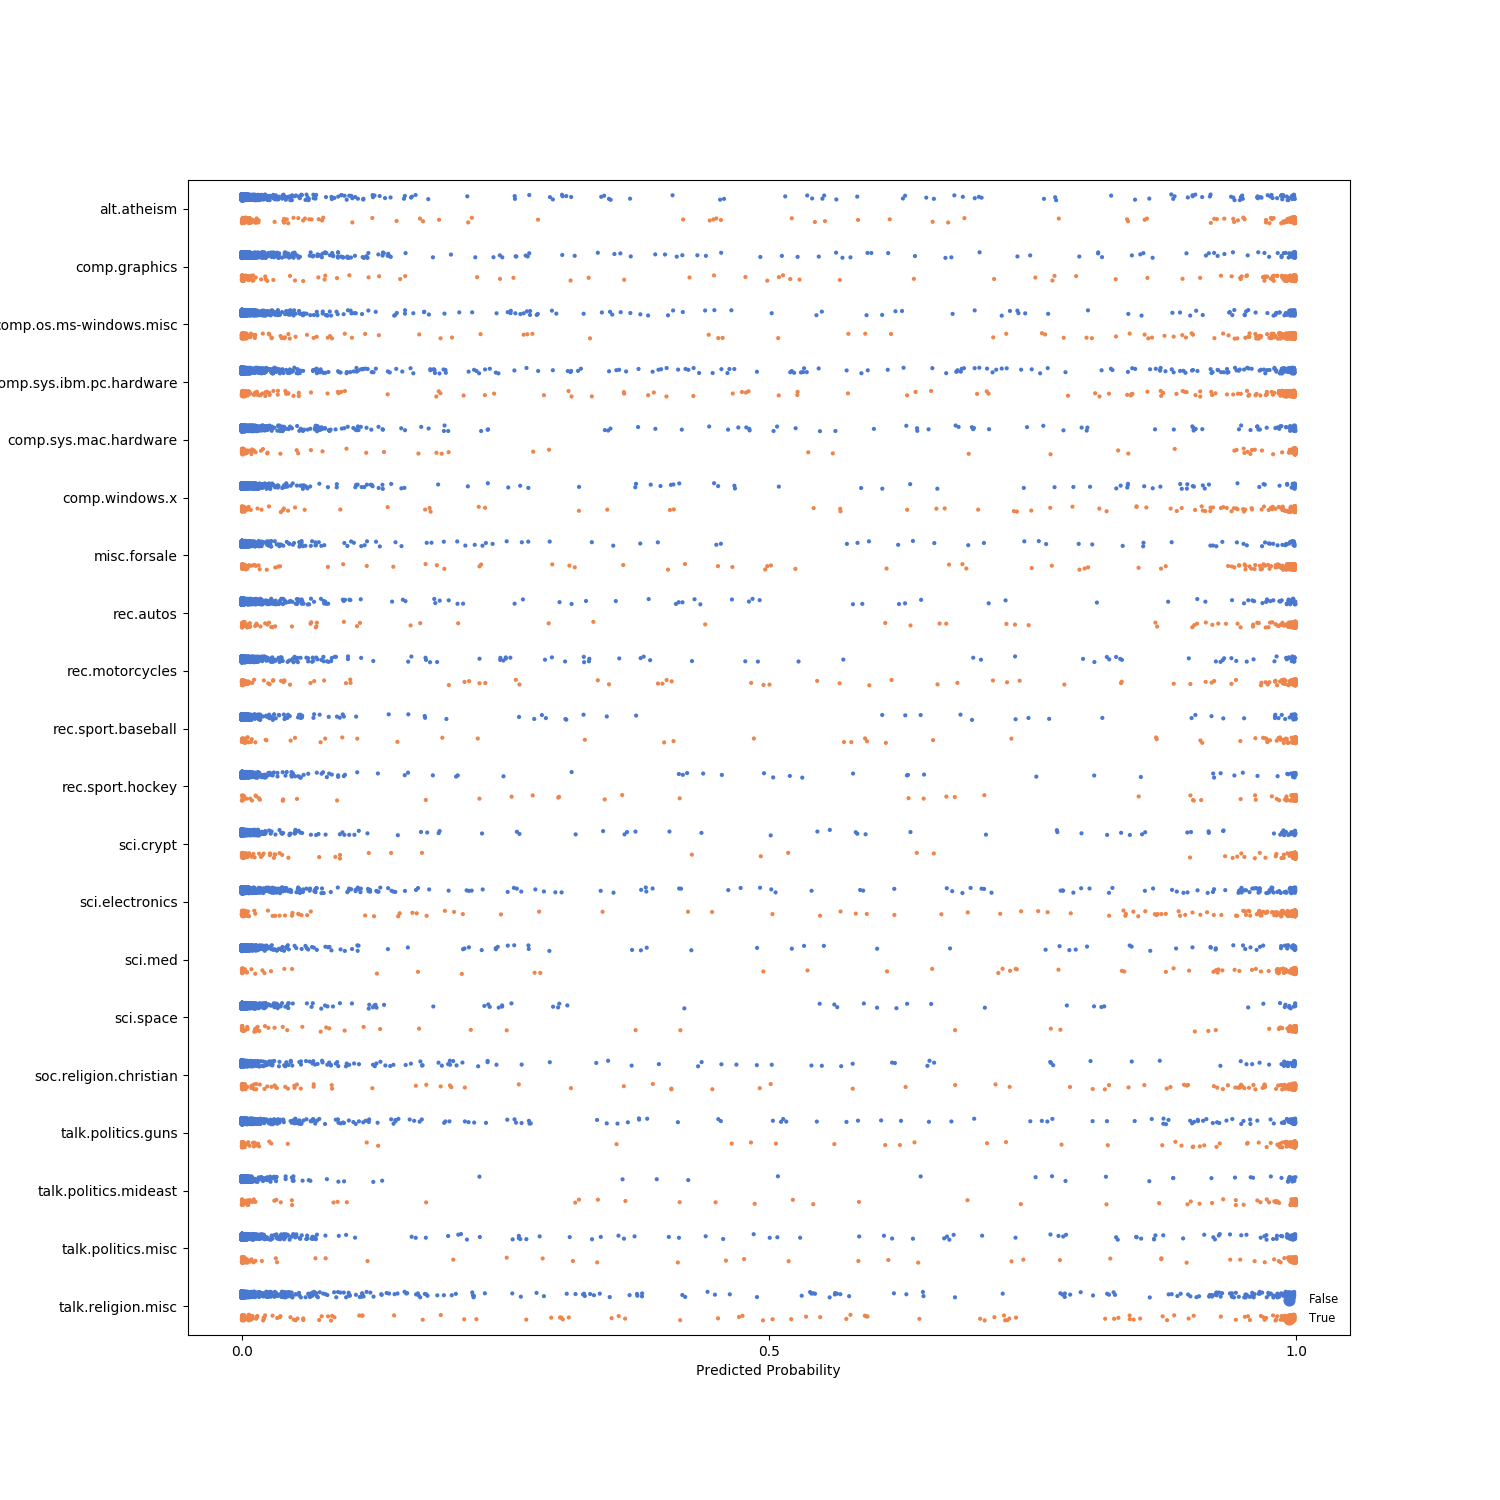 alt.atheism
comp.graphics
comp.os.ms-windows.misc
omp.sys.ibm.pc.hardware
comp.sys.mac.hardware
comp.windows.x
misc.forsale
rec.autos
rec.motorcycles
rec.sport.baseball
rec.sport.hockey
sci.crypt
sci.electronics
sci.med
sci.space
soc.religion.christian
talk.politics.guns
talk.politics.mideast
talk.politics.misc
talk.religion.misc
False
True
0.0 0.5 1.0
Predicted Probability